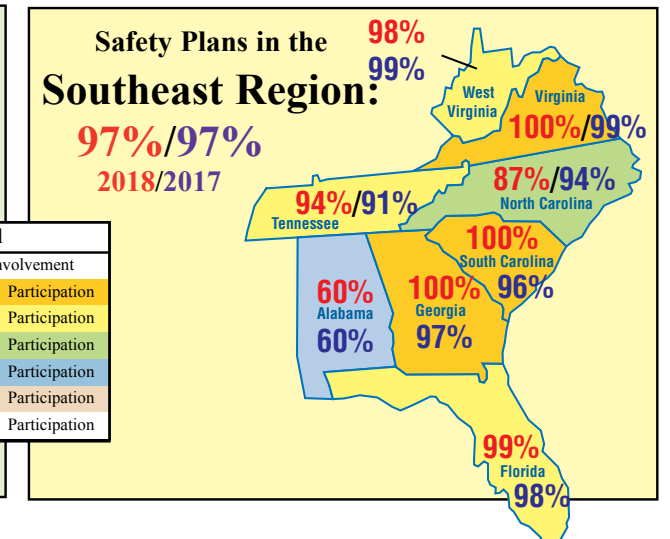 Safety Plans in the
Southeast Region:
97%/97%
2018/2017
98%
99%
West
Virginia
Virginia
100%/99%
87%/94%
North Carolina
94%/91%
Tennessee
100%
South Carolina
96%
60%
Alabama
60%
100%
Georgia
97%
99%
Florida
98%
Participation
Participation
Participation
Participation
Participation
Participation